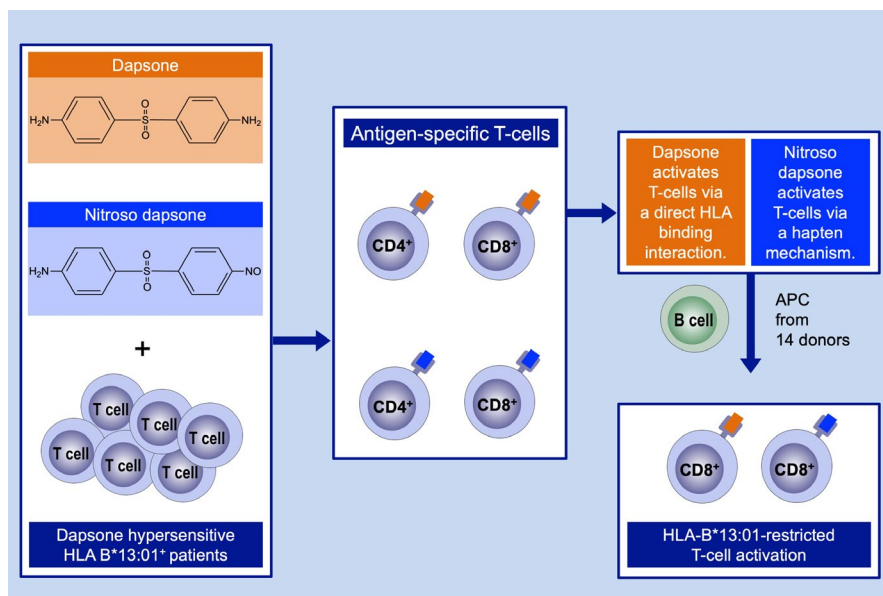 Dapsone
H₂N
O
S
O
NH₂
Nitroso dapsone
H₂N
O
S
O
NO
+
T cell
T cell
T cell
T cell
T cell
T cell
Dapsone hypersensitive
HLA B*13:01⁺ patients
Antigen-specific T-cells
CD4⁺
CD8⁺
CD4⁺
CD8⁺
Dapsone
activates
T-cells via
a direct HLA
binding
interaction.
Nitroso
dapsone
activates
T-cells via
a hapten
mechanism.
B cell
APC
from
14 donors
CD8⁺
CD8⁺
HLA-B*13:01-restricted
T-cell activation